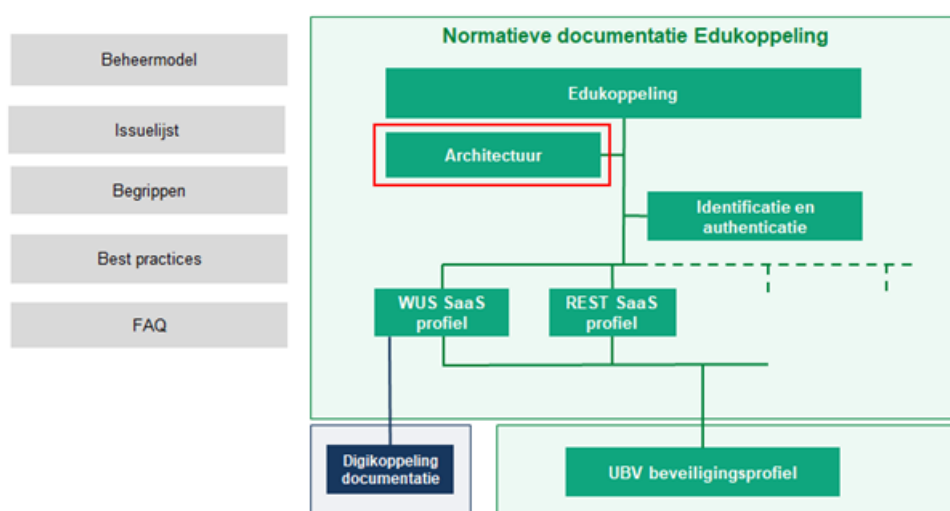 Beheermodel
Issuelijst
Begrippen
Best practices
FAQ
Normatieve documentatie Edukoppeling
Edukoppeling
Architectuur
Identificatie en
authenticatie
WUS SaaS
profiel
REST SaaS
profiel
Digikoppeling
documentatie
UBV beveiligingsprofiel